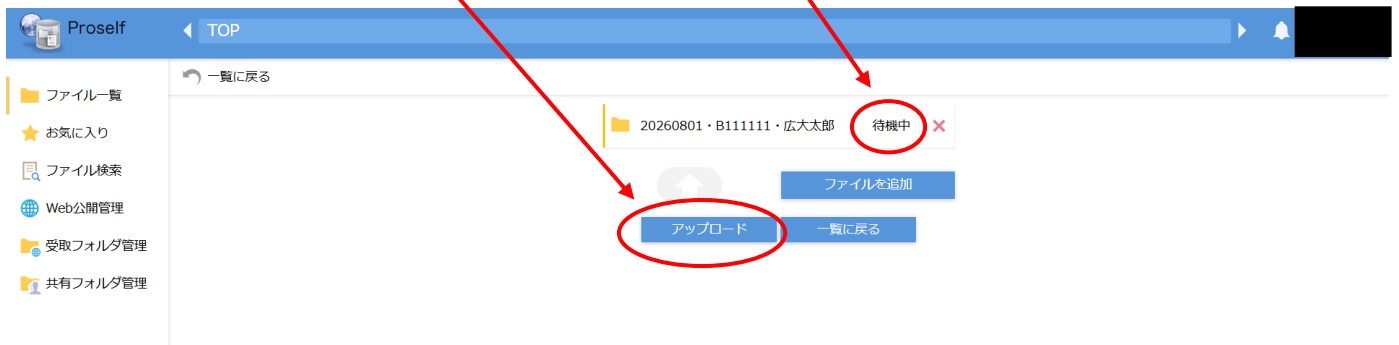 Proself
TOP
一覧に戻る
ファイル一覧
お気に入り
ファイル検索
Web公開管理
受取フォルダ管理
共有フォルダ管理
20260801・B111111・広大太郎 待機中
ファイルを追加
アップロード 一覧に戻る